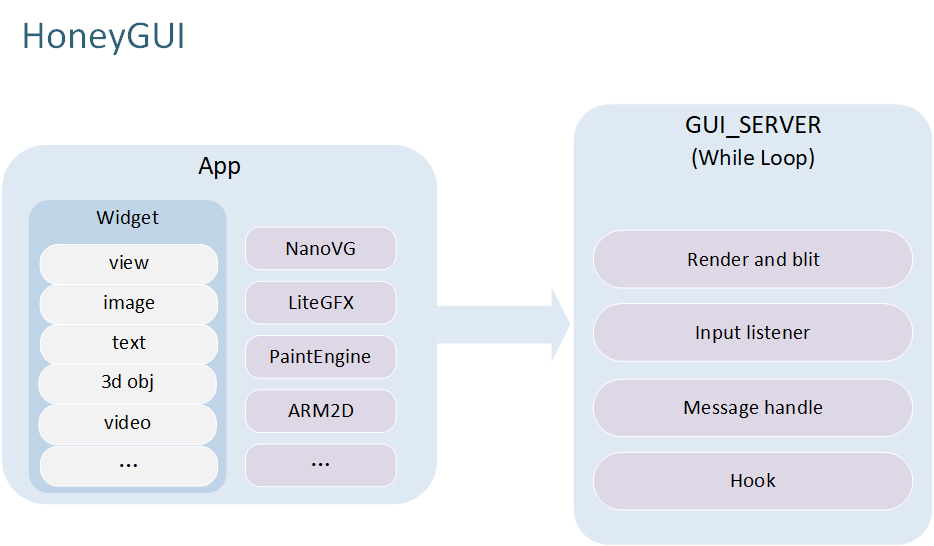 HoneyGUI
App
Widget
view
image
text
3d obj
video
...
NanoVG
LiteGFX
PaintEngine
ARM2D
...
GUI_SERVER
(While Loop)
Render and blit
Input listener
Message handle
Hook